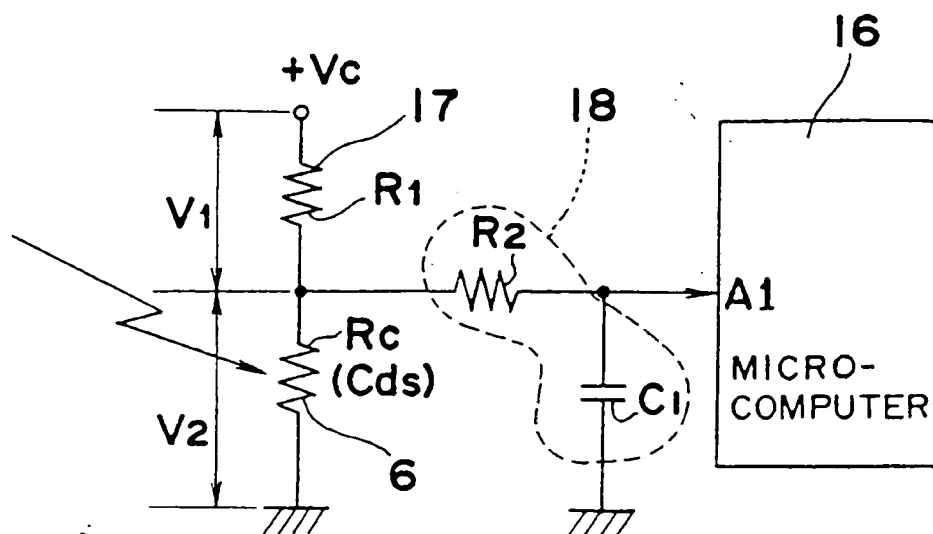 16
+Vc
18
17
R1
V1
R2
A1
Rc
(Cds)
MICRO-
COMPUTER
C1
V2
6